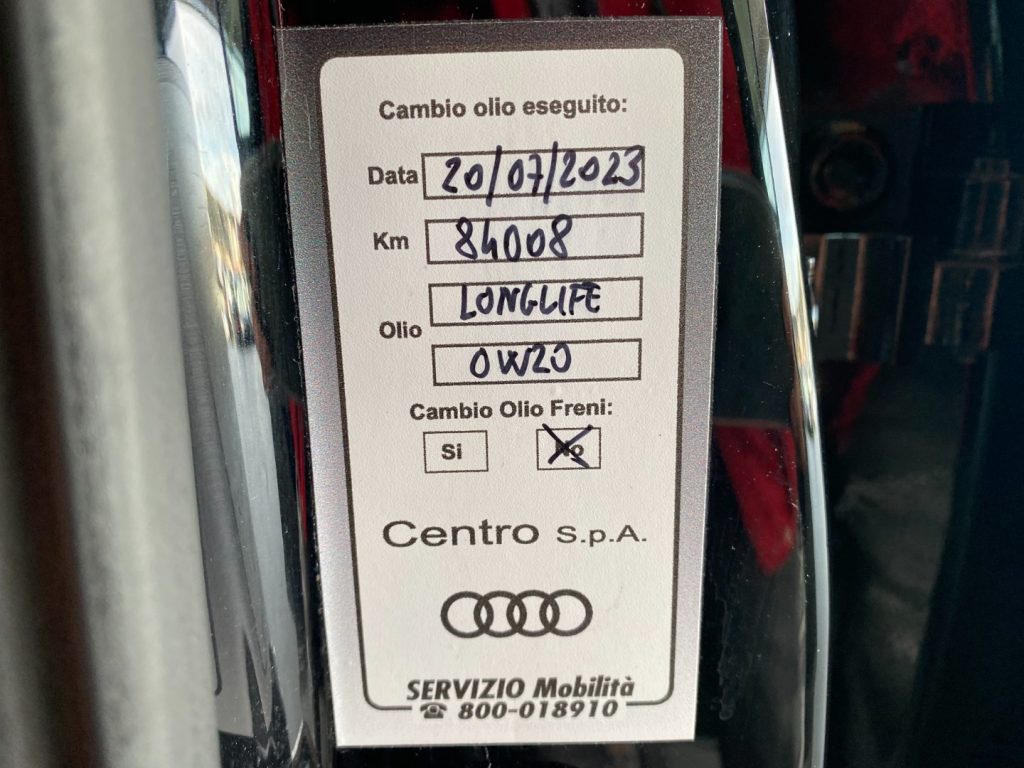 Cambio olio eseguito:
Data 20/07/2023
Km 84008
LONGLIFE
Olio
0W20
Cambio Olio Freni:
Si No
Centro S.p.A.
SERVIZIO Mobilità
☎ 800-018910